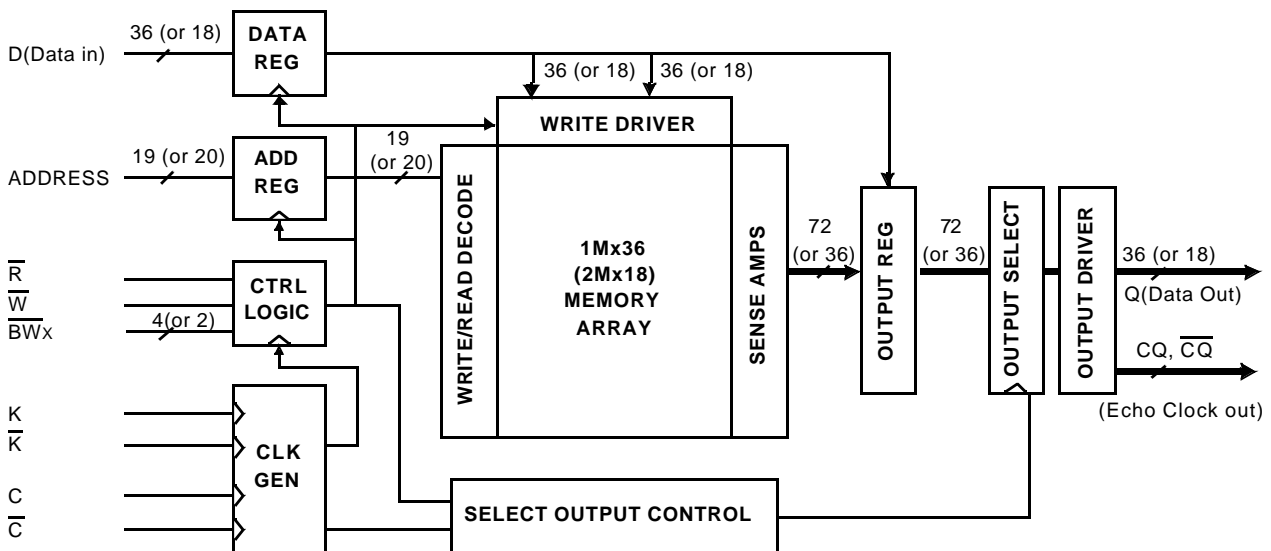 D(Data in)
36 (or 18)
DATA
REG
36 (or 18)
36 (or 18)
WRITE DRIVER
ADDRESS
19 (or 20)
ADD
REG
19
(or 20)
WRITE/READ DECODE
1Mx36
(2Mx18)
MEMORY
ARRAY
SENSE AMPS
72
(or 36)
OUTPUT REG
72
(or 36)
OUTPUT SELECT
OUTPUT DRIVER
36 (or 18)
Q(Data Out)
CQ, C̅Q̅
(Echo Clock out)
R̅
W̅
B̅W̅x
4(or 2)
CTRL
LOGIC
K
K̅
C
C̅
CLK
GEN
SELECT OUTPUT CONTROL